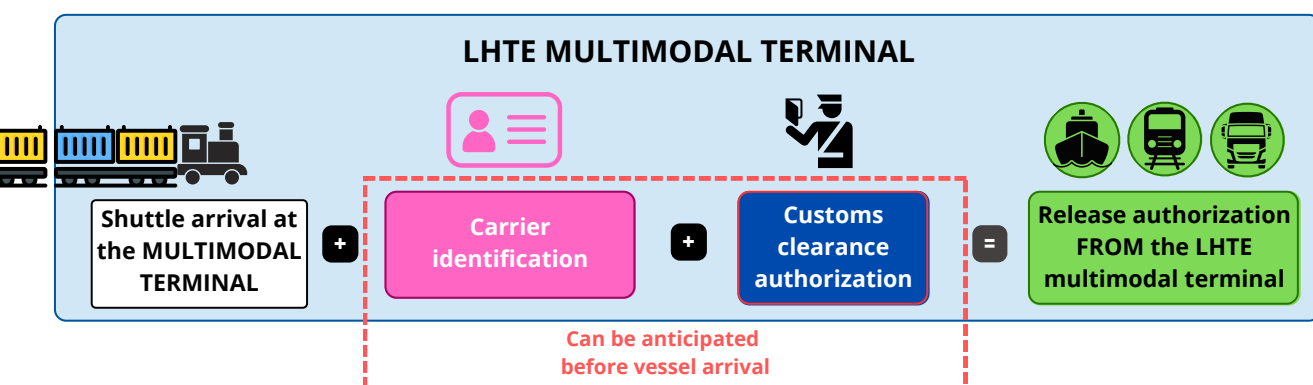 LHTE MULTIMODAL TERMINAL
Shuttle arrival at
the MULTIMODAL
TERMINAL
+
Carrier
identification
+
Customs
clearance
authorization
=
Release authorization
FROM the LHTE
multimodal terminal
Can be anticipated
before vessel arrival